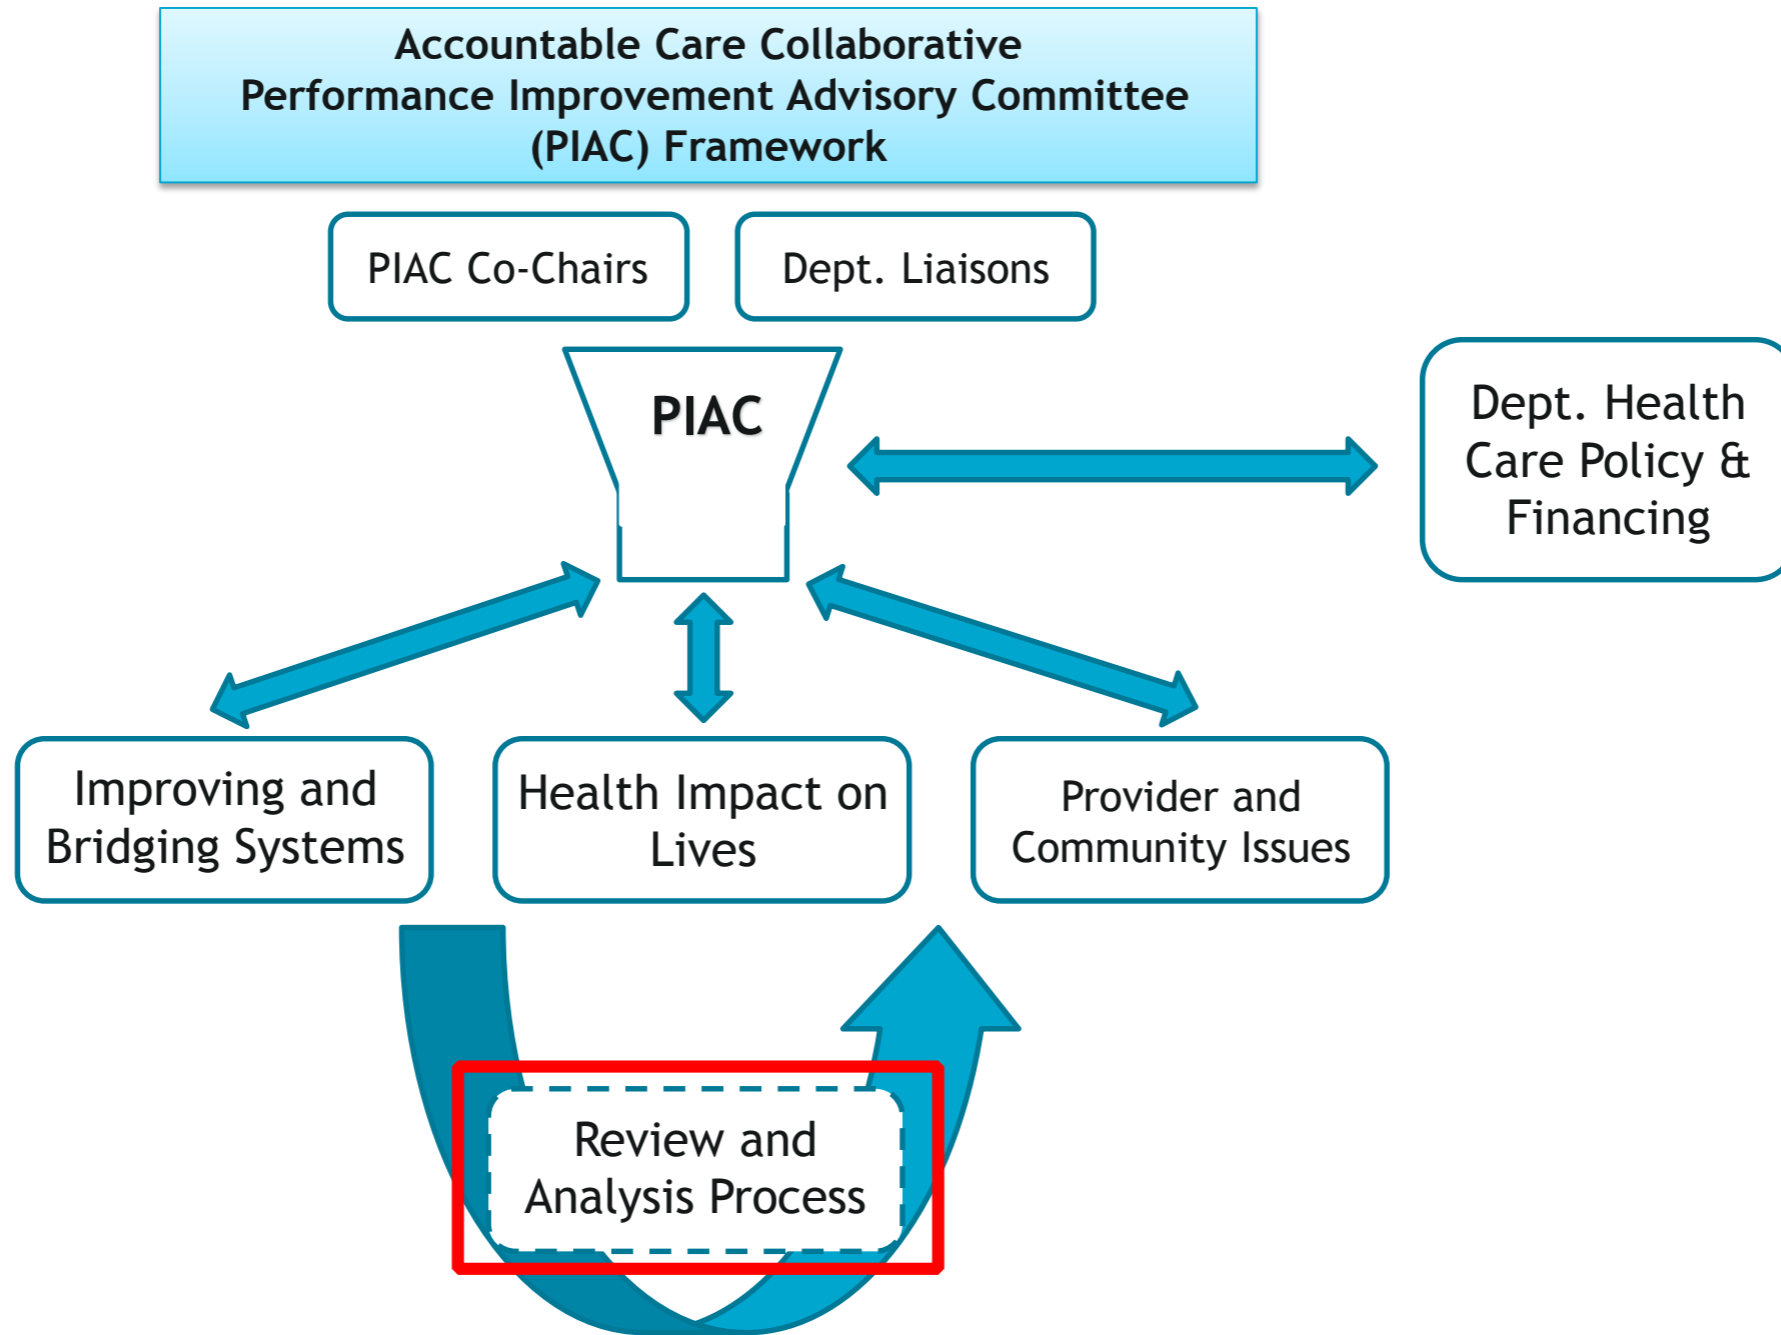 Accountable Care Collaborative
Performance Improvement Advisory Committee
(PIAC) Framework
PIAC Co-Chairs
Dept. Liaisons
PIAC
Dept. Health
Care Policy &
Financing
Improving and
Bridging Systems
Health Impact on
Lives
Provider and
Community Issues
Review and
Analysis Process